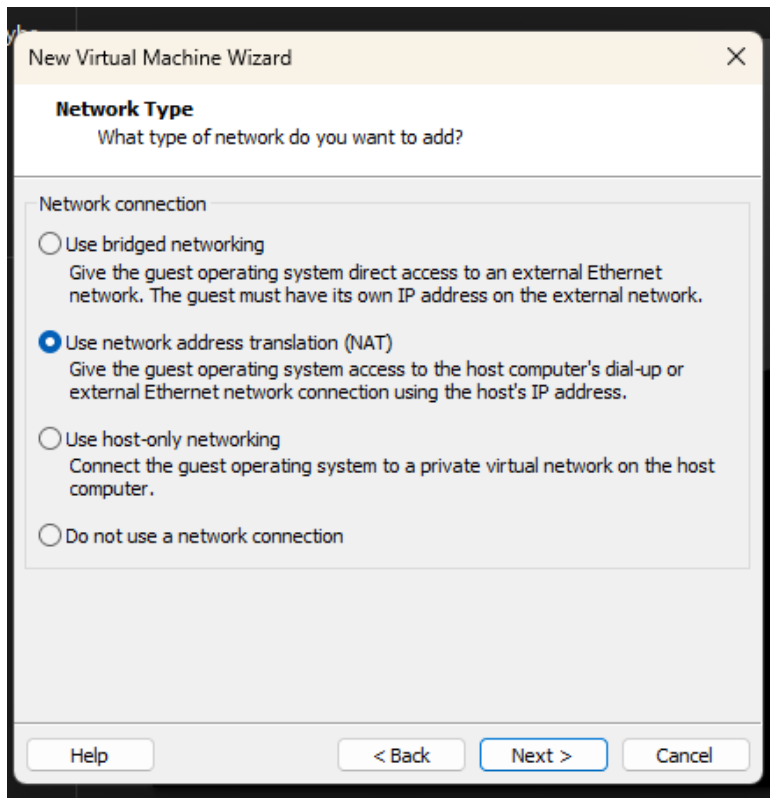 New Virtual Machine Wizard
Network Type
What type of network do you want to add?
Network connection
Use bridged networking
Give the guest operating system direct access to an external Ethernet
network. The guest must have its own IP address on the external network.
Use network address translation (NAT)
Give the guest operating system access to the host computer's dial-up or
external Ethernet network connection using the host's IP address.
Use host-only networking
Connect the guest operating system to a private virtual network on the host
computer.
Do not use a network connection
Help
< Back
Next >
Cancel